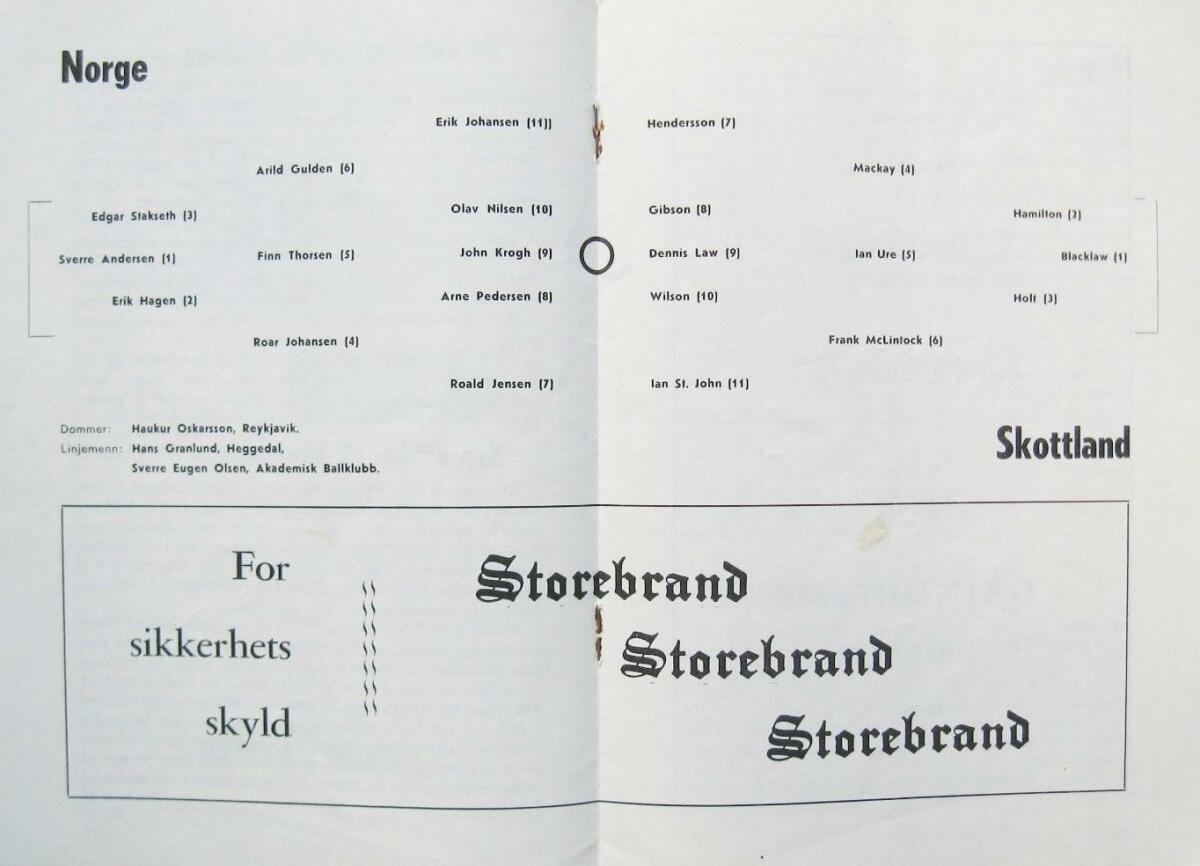 Norge
Erik Johansen (11))
Hendersson (7)
Arild Gulden (6)
Mackay (4)
Edgar Stakseth (3)
Olav Nilsen (10)
Gibson (8)
Hamilton (2)
Sverre Andersen (1)
Finn Thorsen (5)
John Krogh (9)
Dennis Law (9)
Ian Ure (5)
Blacklaw (1)
Erik Hagen (2)
Arne Pedersen (8)
Wilson (10)
Holt (3)
Roar Johansen (4)
Frank McLintock (6)
Roald Jensen (7)
Ian St. John (11)
Dommer: Haukur Oskarsson, Reykjavik.
Linjemenn: Hans Granlund, Heggedal,
Sverre Eugen Olsen, Akademisk Ballklubb.
Skottland
For
sikkerhets
skyld
Storebrand
Storebrand
Storebrand